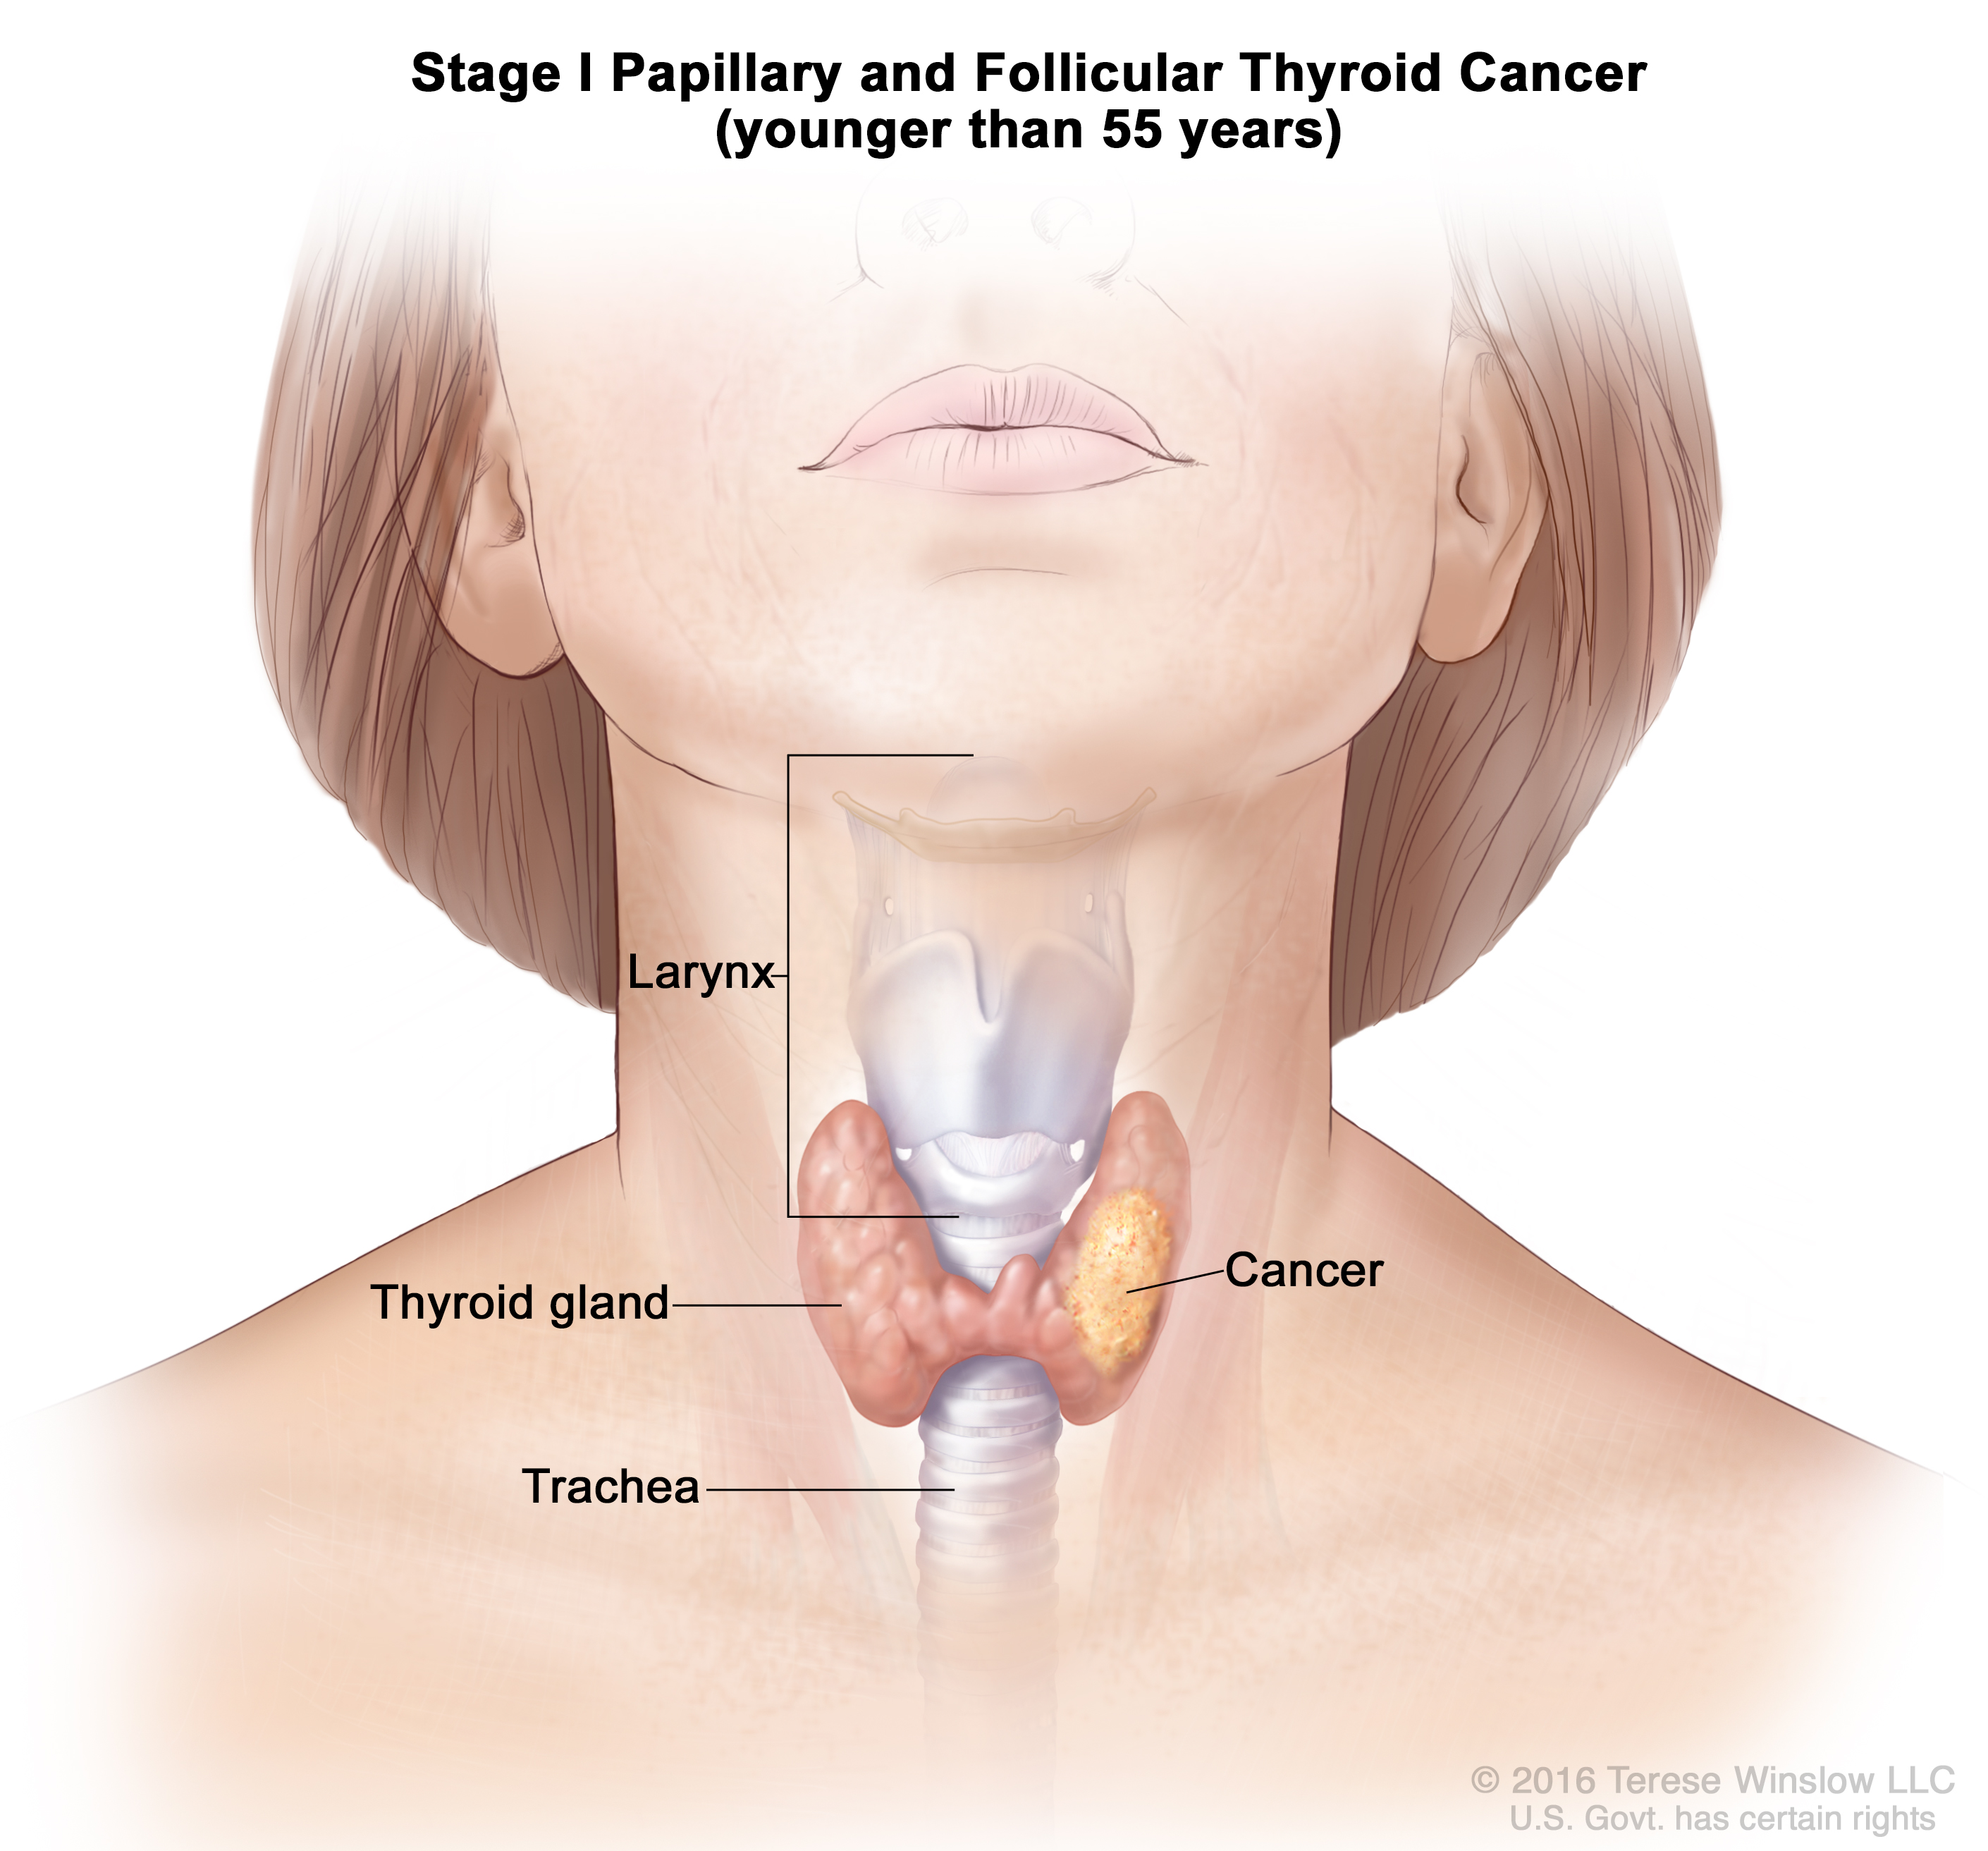 Stage I Papillary and Follicular Thyroid Cancer
(younger than 55 years)
Larynx
Cancer
Thyroid gland
Trachea
© 2016 Terese Winslow LLC
U.S. Govt. has certain rights